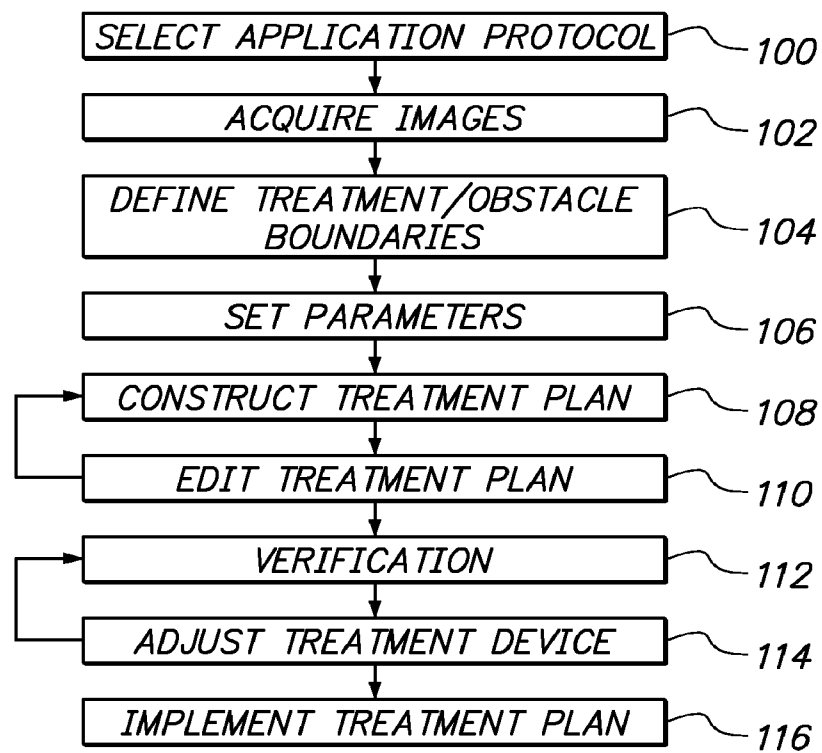 SELECT APPLICATION PROTOCOL 100
ACQUIRE IMAGES 102
DEFINE TREATMENT/OBSTACLE
BOUNDARIES 104
SET PARAMETERS 106
CONSTRUCT TREATMENT PLAN 108
EDIT TREATMENT PLAN 110
VERIFICATION 112
ADJUST TREATMENT DEVICE 114
IMPLEMENT TREATMENT PLAN 116